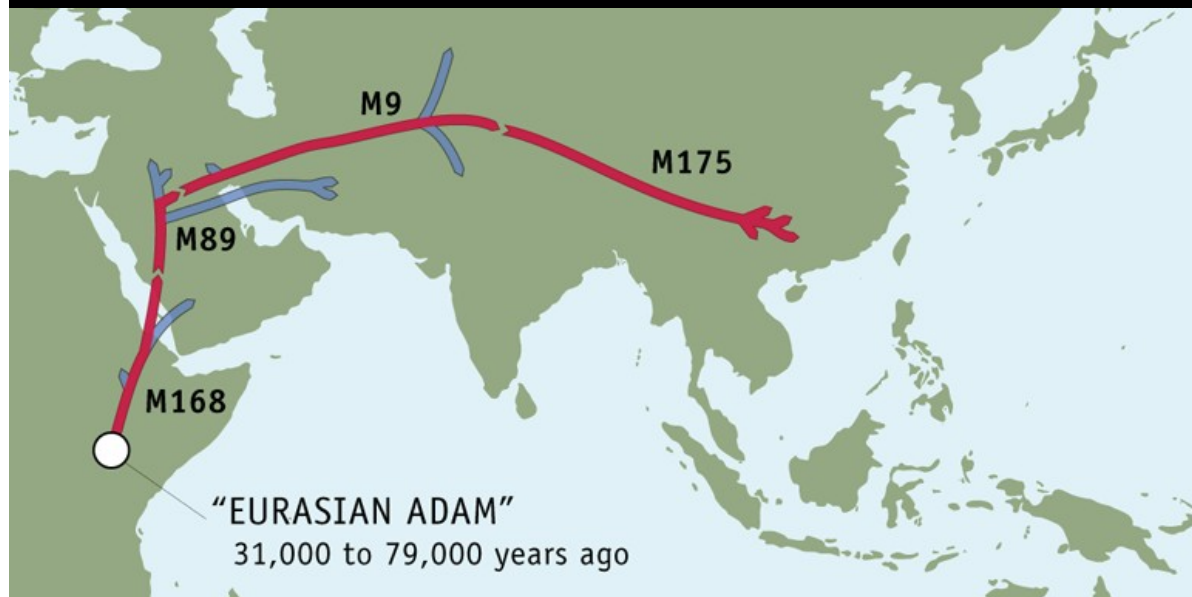 M9
M175
M89
M168
“EURASIAN ADAM”
31,000 to 79,000 years ago